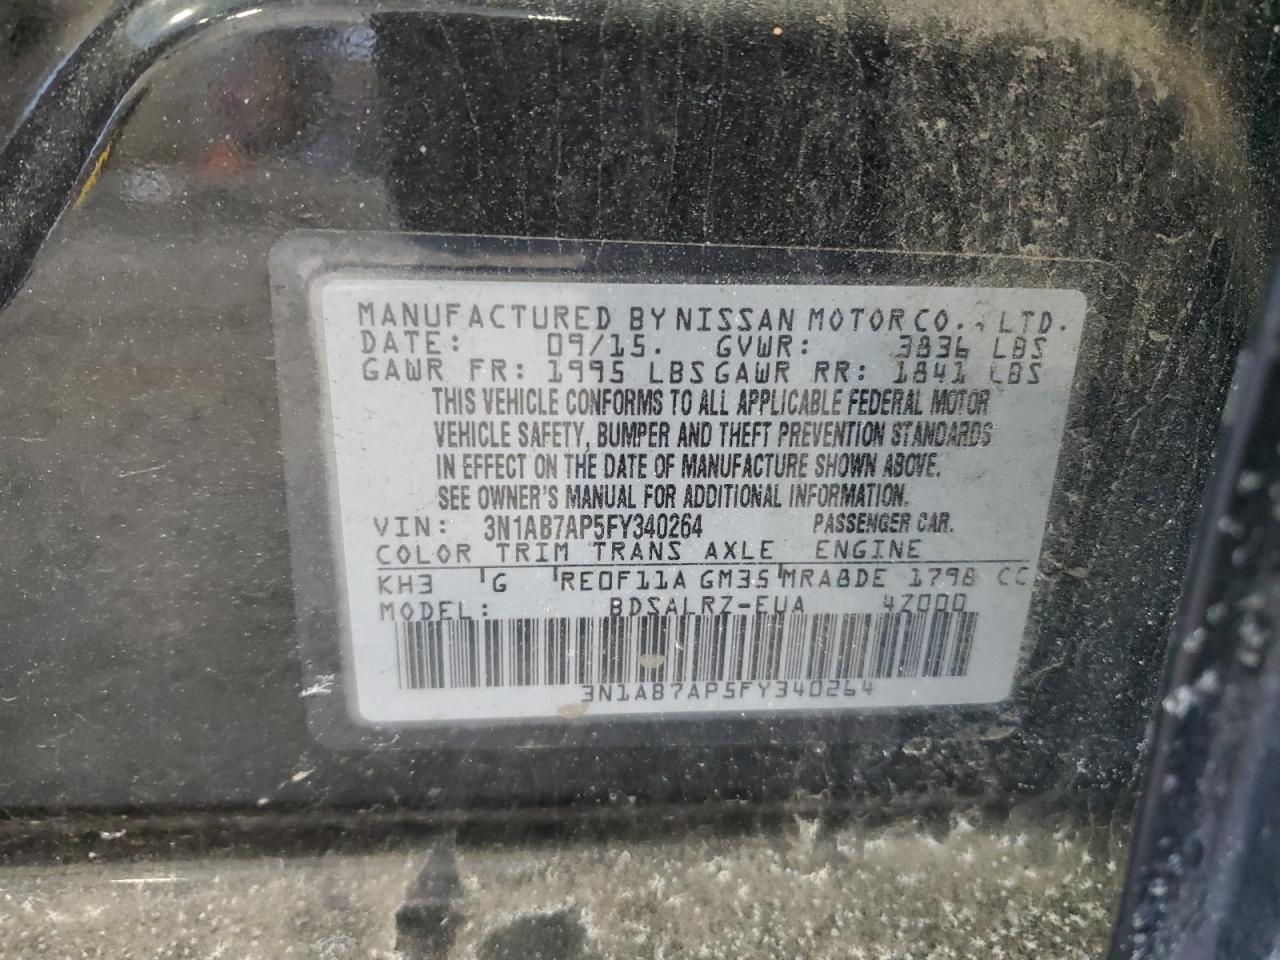 MANUFACTURED BY NISSAN MOTOR CO., LTD.
DATE: 09/15. GVWR: 3836 LBS
GAWR FR: 1995 LBS GAWR RR: 1841 LBS
THIS VEHICLE CONFORMS TO ALL APPLICABLE FEDERAL MOTOR
VEHICLE SAFETY, BUMPER AND THEFT PREVENTION STANDARDS
IN EFFECT ON THE DATE OF MANUFACTURE SHOWN ABOVE.
SEE OWNER'S MANUAL FOR ADDITIONAL INFORMATION.
VIN: 3N1AB7AP5FY340264 PASSENGER CAR.
COLOR TRIM TRANS AXLE ENGINE
KH3 G RE0F11A GM35 MRA8DE 1798 CC
MODEL: BDSALRZ-EUA 4Z000
3N1AB7AP5FY340264